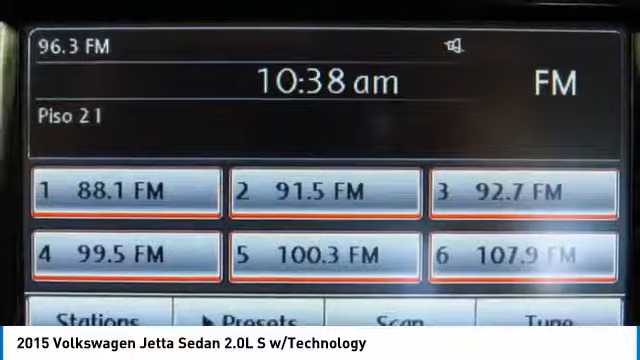 96.3 FM
10:38 am
FM
Piso 21
1 88.1 FM
2 91.5 FM
3 92.7 FM
4 99.5 FM
5 100.3 FM
6 107.9 FM
Stations
Presets
Scan
Tune
2015 Volkswagen Jetta Sedan 2.0L S w/Technology